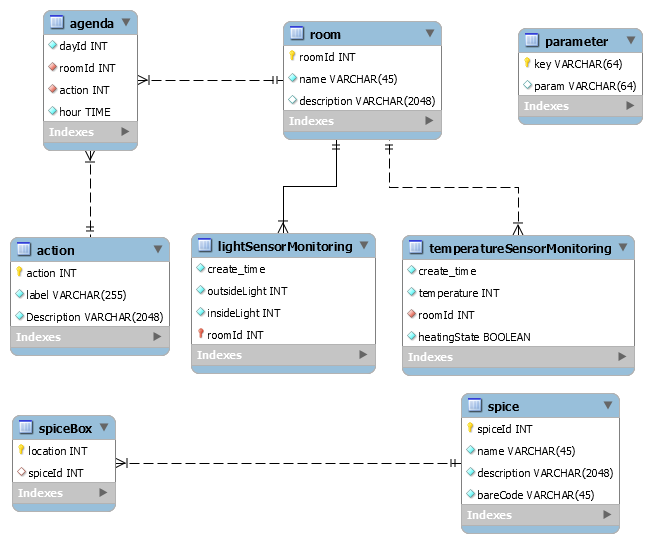 agenda
dayId INT
roomId INT
action INT
hour TIME
Indexes
room
roomId INT
name VARCHAR(45)
description VARCHAR(2048)
Indexes
parameter
key VARCHAR(64)
param VARCHAR(64)
Indexes
action
action INT
label VARCHAR(255)
Description VARCHAR(2048)
Indexes
lightSensorMonitoring
create_time
outsideLight INT
insideLight INT
roomId INT
Indexes
temperatureSensorMonitoring
create_time
temperature INT
roomId INT
heatingState BOOLEAN
Indexes
spiceBox
location INT
spiceId INT
Indexes
spice
spiceId INT
name VARCHAR(45)
description VARCHAR(2048)
bareCode VARCHAR(45)
Indexes